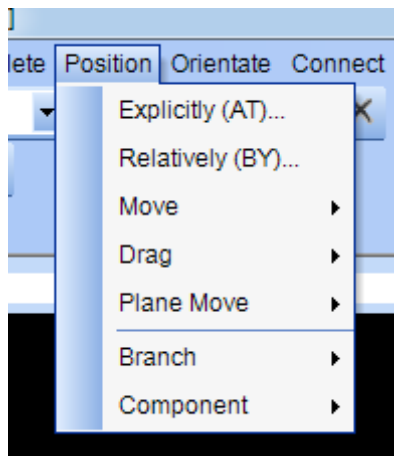 lete Position Orientate Connect
Explicitly (AT)...
Relatively (BY)...
Move
Drag
Plane Move
Branch
Component